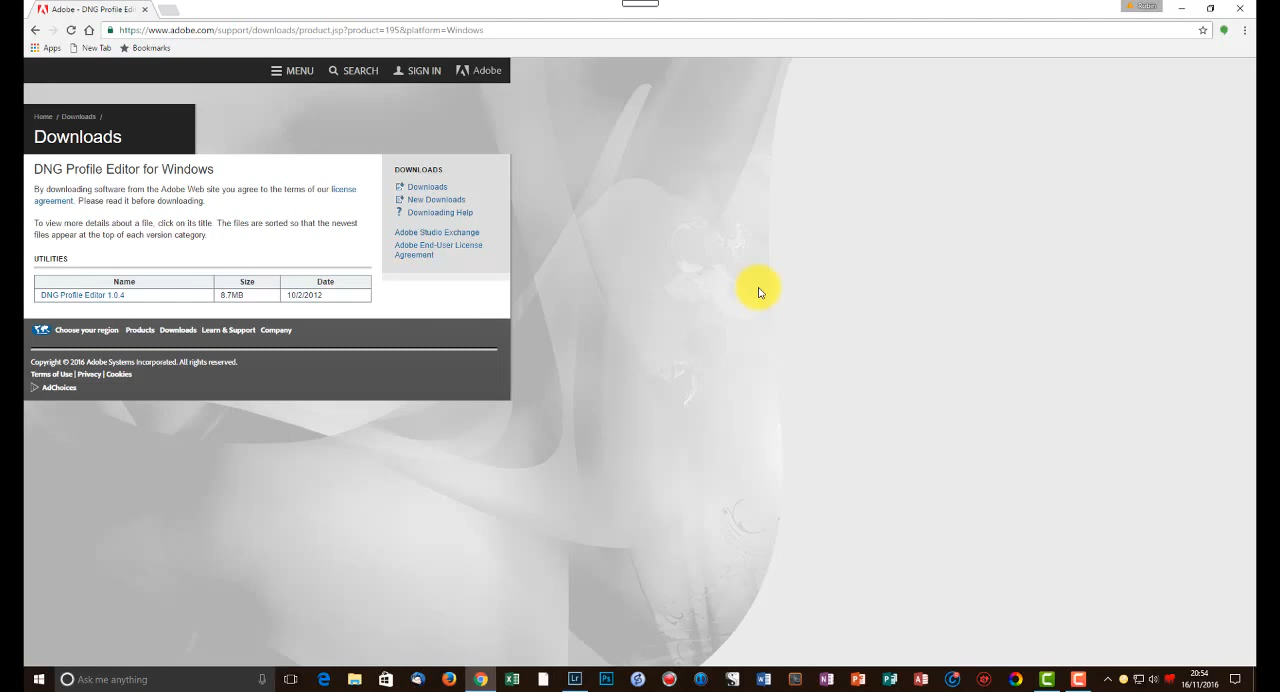 Adobe - DNG Profile Edi
https://www.adobe.com/support/downloads/product.jsp?product=195&platform=Windows
Apps New Tab Bookmarks
MENU SEARCH SIGN IN Adobe
Home / Downloads /
Downloads
DNG Profile Editor for Windows
By downloading software from the Adobe Web site you agree to the terms of our license
agreement. Please read it before downloading.
To view more details about a file, click on its title. The files are sorted so that the newest
files appear at the top of each version category.
UTILITIES
Name Size Date
DNG Profile Editor 1.0.4 8.7MB 10/2/2012
DOWNLOADS
Downloads
New Downloads
Downloading Help
Adobe Studio Exchange
Adobe End-User License
Agreement
Choose your region Products Downloads Learn & Support Company
Copyright © 2016 Adobe Systems Incorporated. All rights reserved.
Terms of Use | Privacy | Cookies
AdChoices
Ask me anything
Lr Ps
20:54
16/11/2016